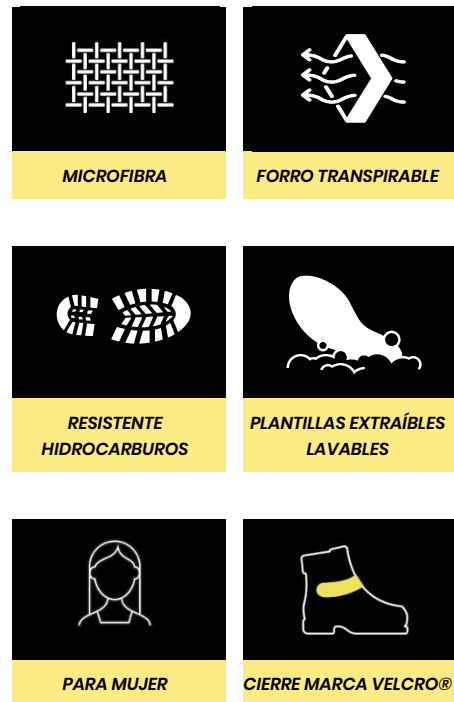 MICROFIBRA
FORRO TRANSPIRABLE
RESISTENTE
HIDROCARBUROS
PLANTILLAS EXTRAÍBLES
LAVABLES
PARA MUJER
CIERRE MARCA VELCRO®